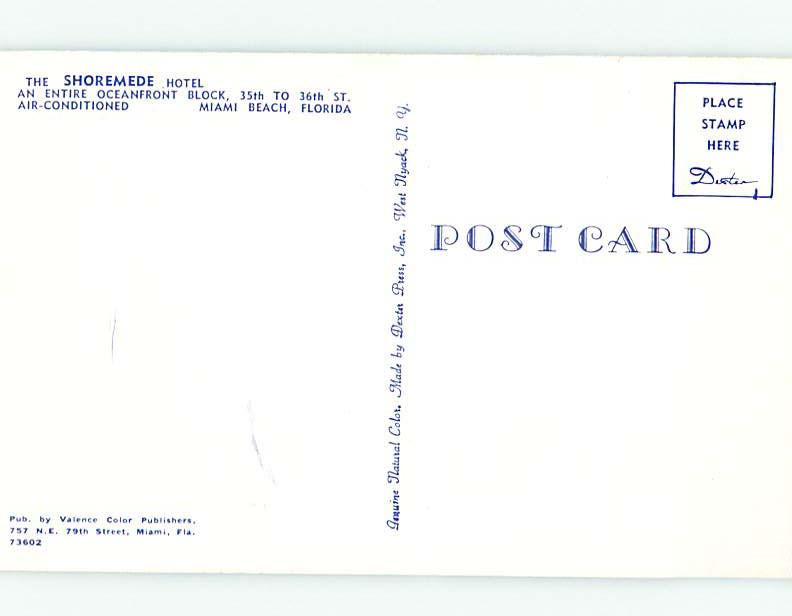 THE SHOREMEDE HOTEL
AN ENTIRE OCEANFRONT BLOCK, 35th TO 36th ST.
AIR-CONDITIONED MIAMI BEACH, FLORIDA
Pub. by Valence Color Publishers,
757 N.E. 79th Street, Miami, Fla.
73602
Genuine Natural Color. Made by Dexter Press, Inc., West Nyack, N. Y.
PLACE
STAMP
HERE
Dexter
POST CARD